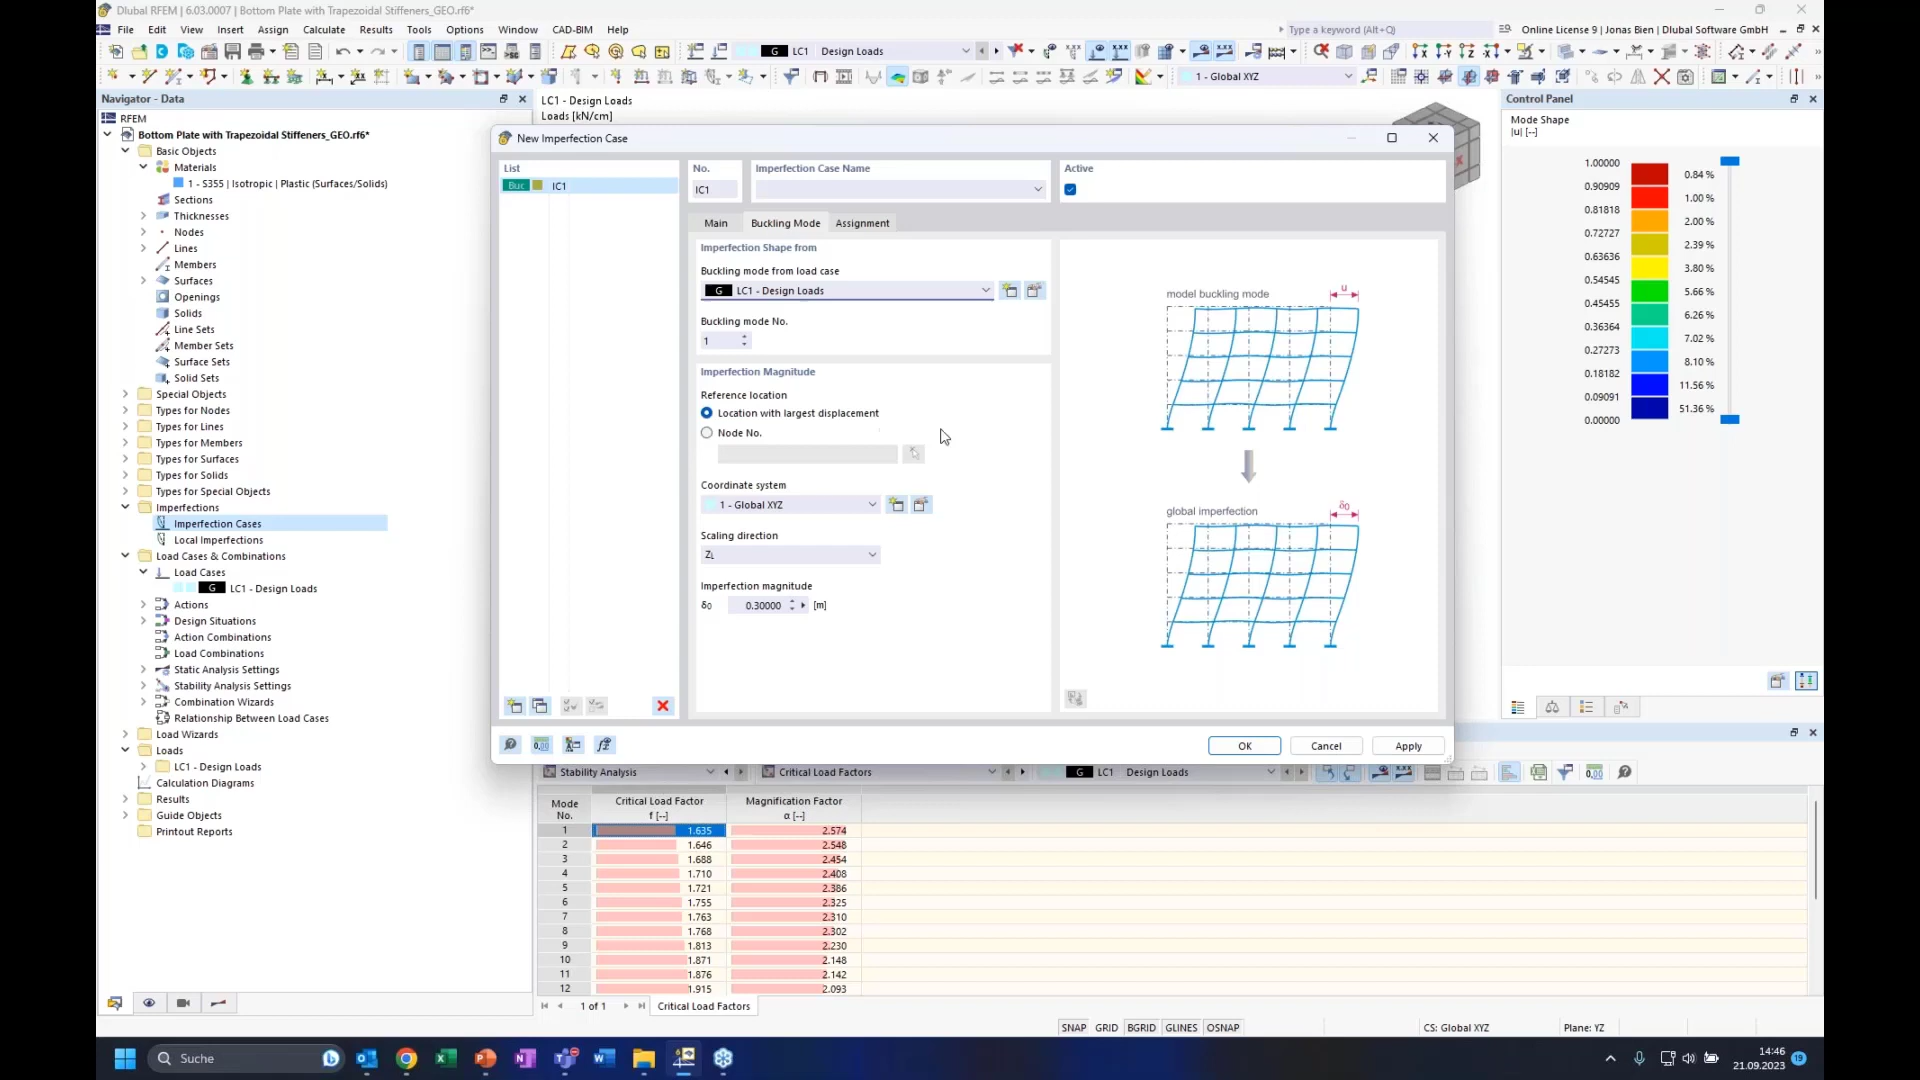 Dlubal RFEM | 6.03.0007 | Bottom Plate with Trapezoidal Stiffeners_GEO.rf6*
File Edit View Insert Assign Calculate Results Tools Options Window CAD-BIM Help
Type a keyword (Alt+Q)
Online License 9 | Jonas Bien | Dlubal Software GmbH
G LC1 Design Loads
1 - Global XYZ
Navigator - Data
RFEM
Bottom Plate with Trapezoidal Stiffeners_GEO.rf6*
Basic Objects
Materials
1 - S355 | Isotropic | Plastic (Surfaces/Solids)
Sections
Thicknesses
Nodes
Lines
Members
Surfaces
Openings
Solids
Line Sets
Member Sets
Surface Sets
Solid Sets
Special Objects
Types for Nodes
Types for Lines
Types for Members
Types for Surfaces
Types for Solids
Types for Special Objects
Imperfections
Imperfection Cases
Local Imperfections
Load Cases & Combinations
Load Cases
G LC1 - Design Loads
Actions
Design Situations
Action Combinations
Load Combinations
Static Analysis Settings
Stability Analysis Settings
Combination Wizards
Relationship Between Load Cases
Load Wizards
Loads
LC1 - Design Loads
Calculation Diagrams
Results
Guide Objects
Printout Reports
LC1 - Design Loads
Loads [kN/cm]
New Imperfection Case
List
Buc IC1
No.
IC1
Imperfection Case Name
Active
Main Buckling Mode Assignment
Imperfection Shape from
Buckling mode from load case
G LC1 - Design Loads
Buckling mode No.
1
Imperfection Magnitude
Reference location
Location with largest displacement
Node No.
Coordinate system
1 - Global XYZ
Scaling direction
ZL
Imperfection magnitude
δ0 0.30000 [m]
model buckling mode
u
global imperfection
δ0
OK Cancel Apply
Control Panel
Mode Shape
|u| [--]
1.00000
0.84 %
0.90909
1.00 %
0.81818
2.00 %
0.72727
2.39 %
0.63636
3.80 %
0.54545
5.66 %
0.45455
6.26 %
0.36364
7.02 %
0.27273
8.10 %
0.18182
11.56 %
0.09091
51.36 %
0.00000
Stability Analysis Critical Load Factors G LC1 Design Loads
Mode No. Critical Load Factor f [--] Magnification Factor α [--]
1 1.635 2.574
2 1.646 2.548
3 1.688 2.454
4 1.710 2.408
5 1.721 2.386
6 1.755 2.325
7 1.763 2.310
8 1.768 2.302
9 1.813 2.230
10 1.871 2.148
11 1.876 2.142
12 1.915 2.093
1 of 1 Critical Load Factors
SNAP GRID BGRID GLINES OSNAP
CS: Global XYZ
Plane: YZ
Suche
14:46
21.09.2023
19